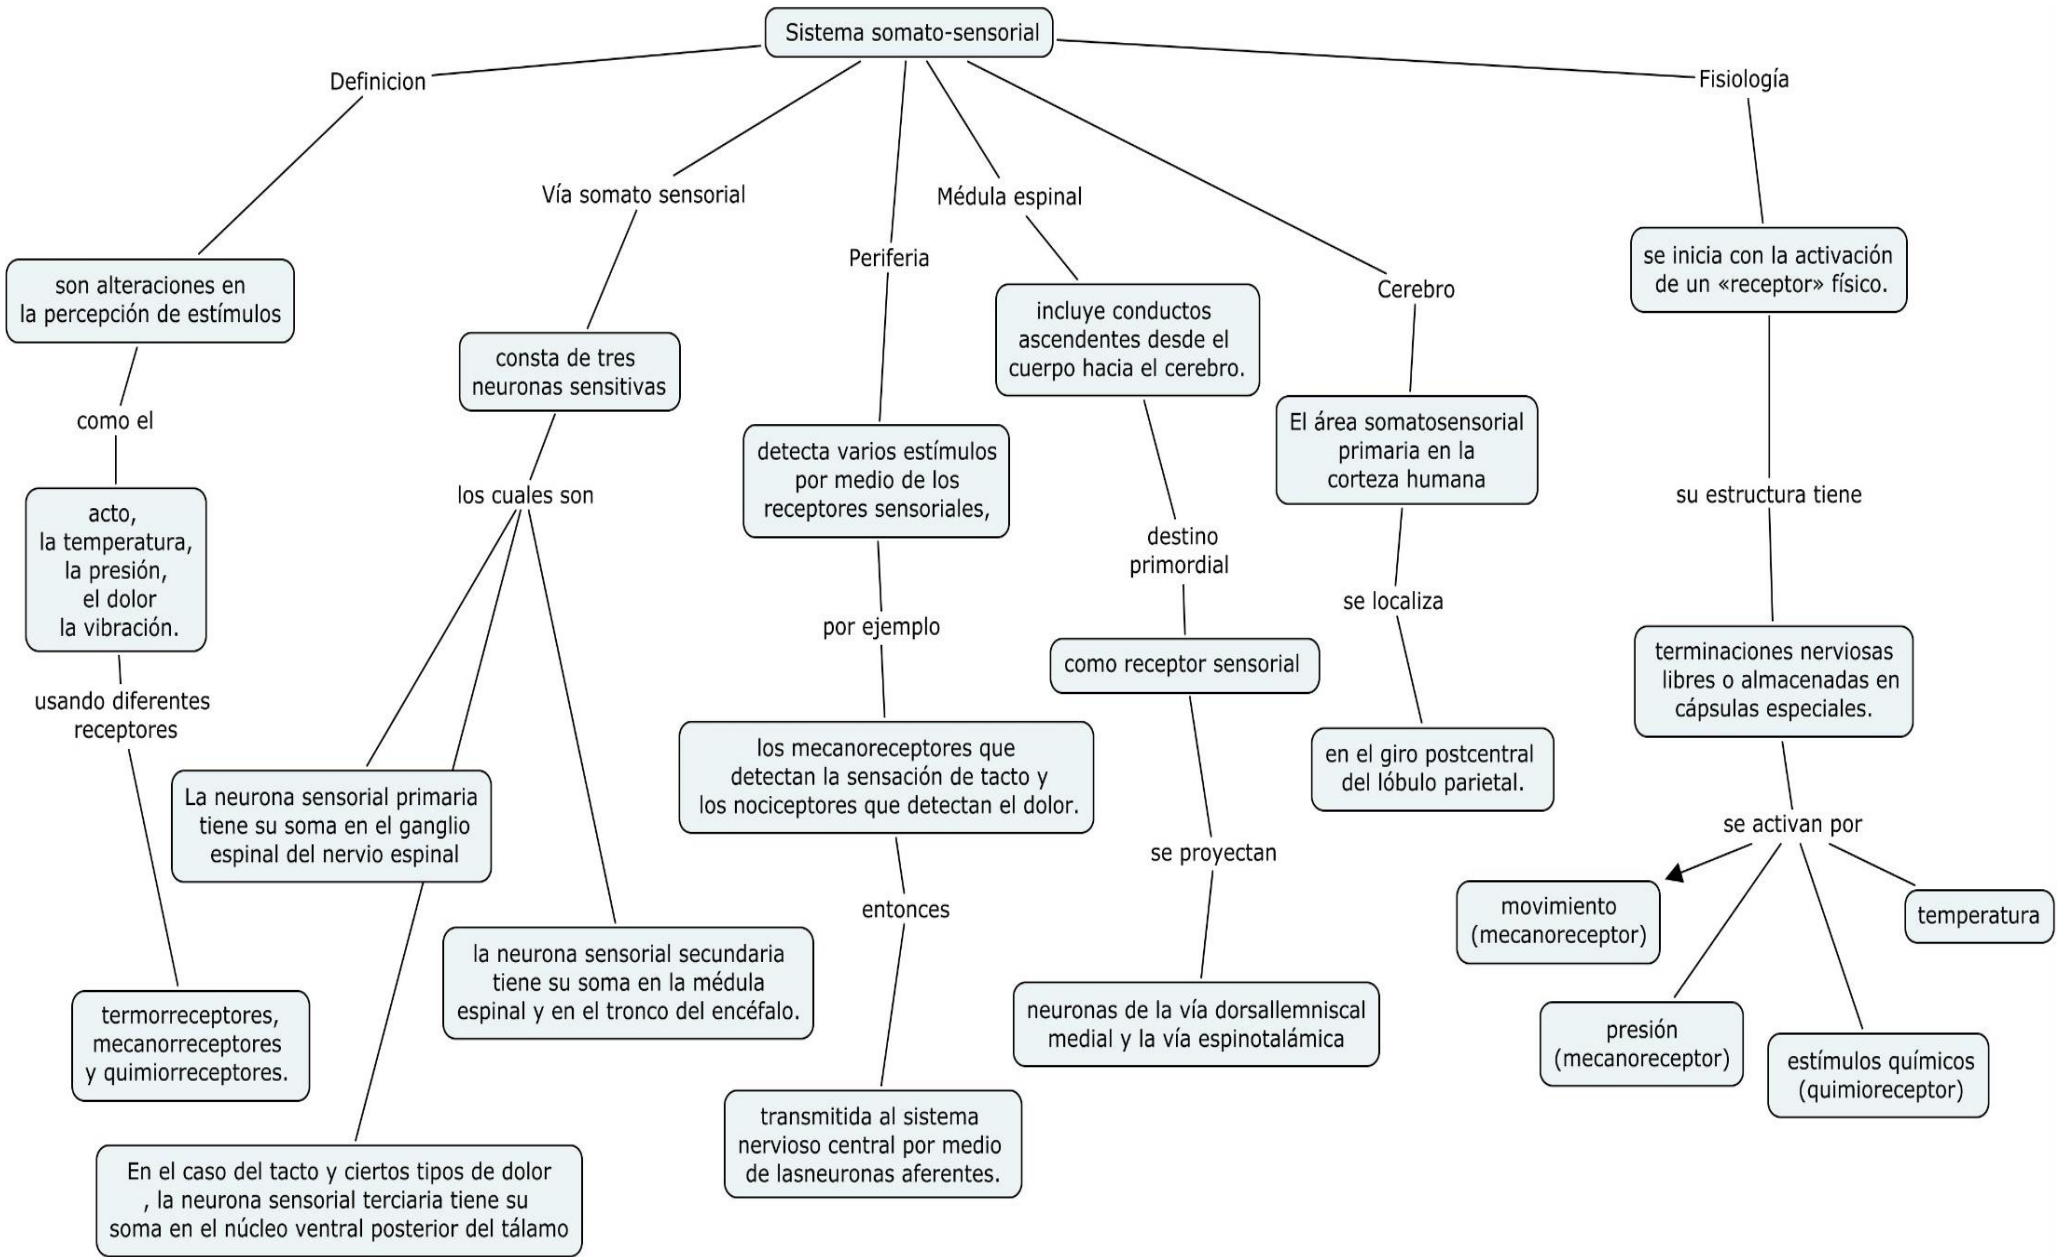 Sistema somato-sensorial
Definicion
son alteraciones en
la percepción de estímulos
como el
acto,
la temperatura,
la presión,
el dolor
la vibración.
usando diferentes
receptores
termorreceptores,
mecanorreceptores
y quimiorreceptores.
Vía somato sensorial
consta de tres
neuronas sensitivas
los cuales son
La neurona sensorial primaria
tiene su soma en el ganglio
espinal del nervio espinal
En el caso del tacto y ciertos tipos de dolor
, la neurona sensorial terciaria tiene su
soma en el núcleo ventral posterior del tálamo
la neurona sensorial secundaria
tiene su soma en la médula
espinal y en el tronco del encéfalo.
Periferia
detecta varios estímulos
por medio de los
receptores sensoriales,
por ejemplo
los mecanoreceptores que
detectan la sensación de tacto y
los nociceptores que detectan el dolor.
entonces
transmitida al sistema
nervioso central por medio
de lasneuronas aferentes.
Médula espinal
incluye conductos
ascendentes desde el
cuerpo hacia el cerebro.
destino
primordial
como receptor sensorial
se proyectan
neuronas de la vía dorsallemniscal
medial y la vía espinotalámica
Cerebro
El área somatosensorial
primaria en la
corteza humana
se localiza
en el giro postcentral
del lóbulo parietal.
Fisiología
se inicia con la activación
de un «receptor» físico.
su estructura tiene
terminaciones nerviosas
libres o almacenadas en
cápsulas especiales.
se activan por
movimiento
(mecanoreceptor)
presión
(mecanoreceptor)
estímulos químicos
(quimioreceptor)
temperatura